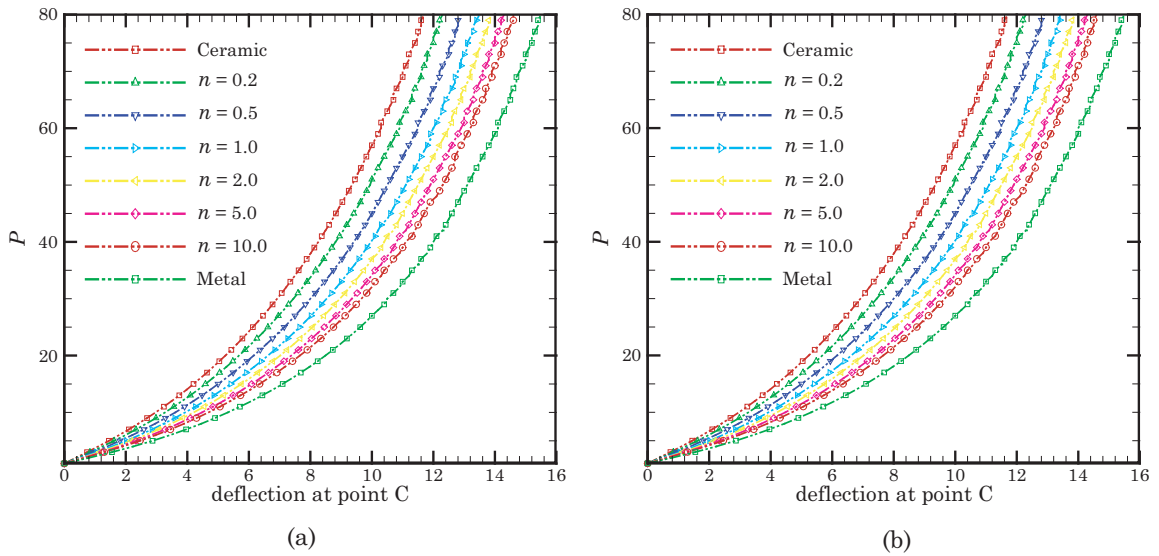 80
60
40
20
P
Ceramic
n = 0.2
n = 0.5
n = 1.0
n = 2.0
n = 5.0
n = 10.0
Metal
0 2 4 6 8 10 12 14 16
deflection at point C
(a)
80
60
40
20
P
Ceramic
n = 0.2
n = 0.5
n = 1.0
n = 2.0
n = 5.0
n = 10.0
Metal
0 2 4 6 8 10 12 14 16
deflection at point C
(b)